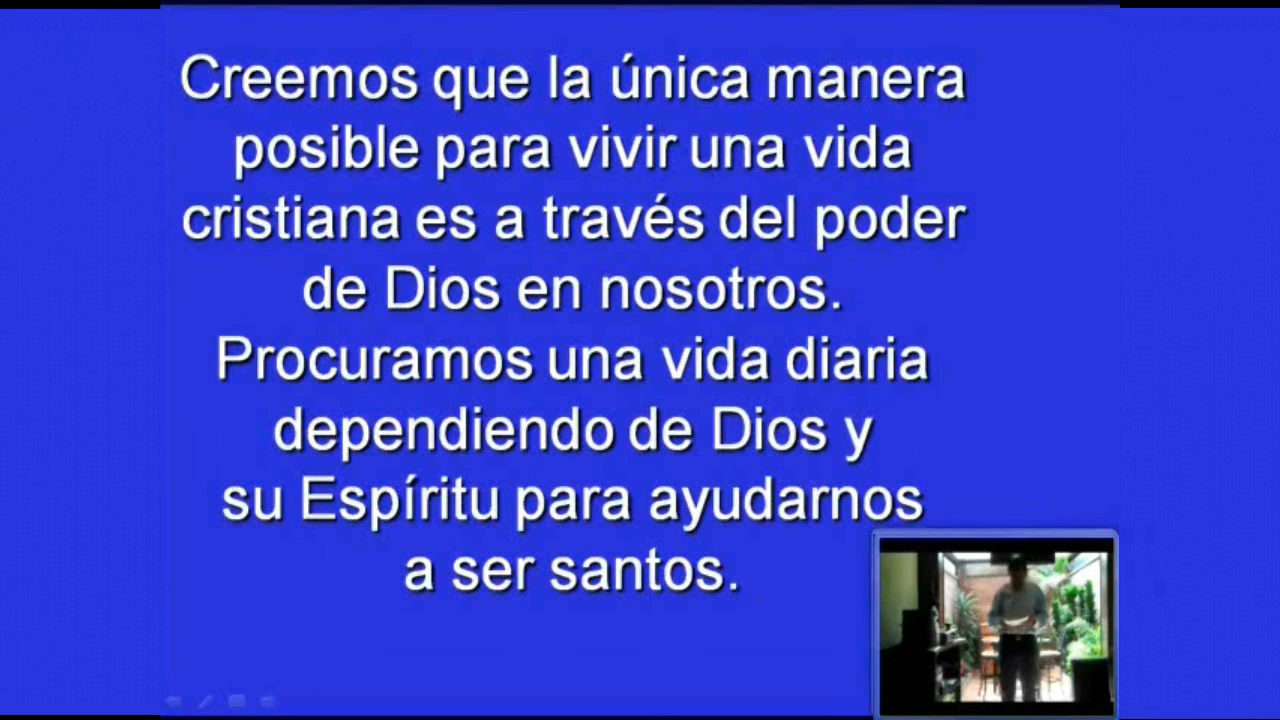 Creemos que la única manera
posible para vivir una vida
cristiana es a través del poder
de Dios en nosotros.
Procuramos una vida diaria
dependiendo de Dios y
su Espíritu para ayudarnos
a ser santos.